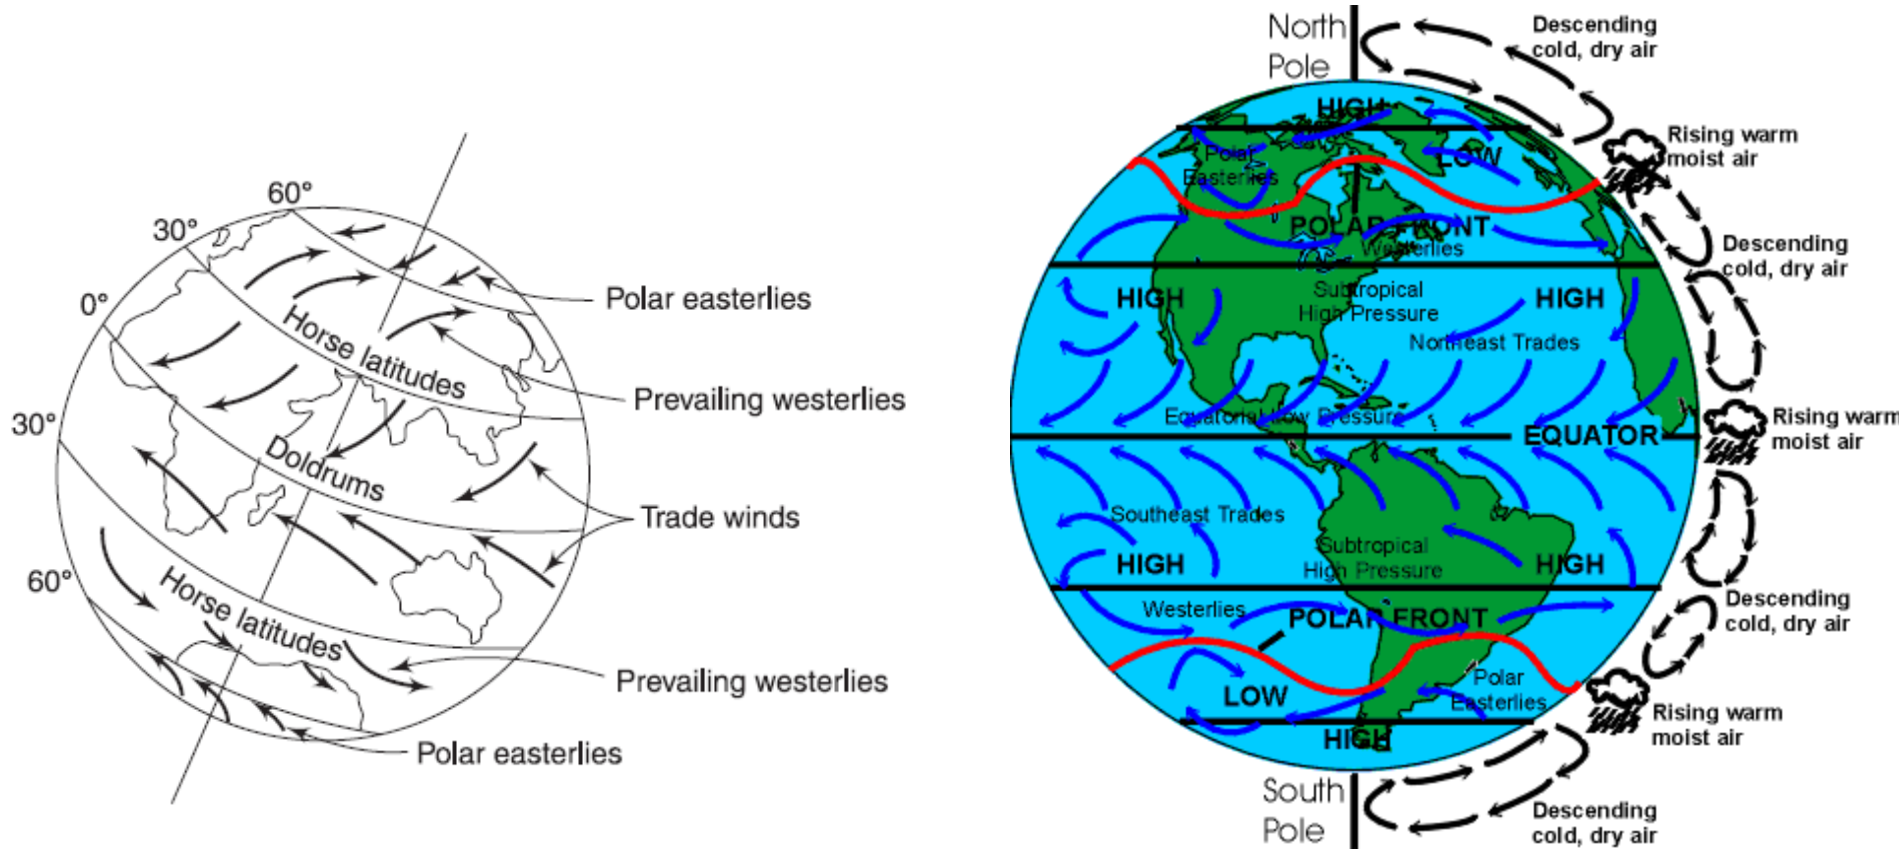 60°
30°
0°
30°
60°
Polar easterlies
Horse latitudes
Prevailing westerlies
Doldrums
Trade winds
Horse latitudes
Prevailing westerlies
Polar easterlies
North
Pole
Descending
cold, dry air
HIGH
Rising warm
moist air
LOW
Polar
Easterlies
POLAR FRONT
Westerlies
Descending
cold, dry air
HIGH
Subtropical
High Pressure
HIGH
Northeast Trades
Equatorial Low Pressure
EQUATOR
Rising warm
moist air
Southeast Trades
HIGH
Subtropical
High Pressure
HIGH
Descending
cold, dry air
Westerlies
POLAR FRONT
LOW
Polar
Easterlies
Rising warm
moist air
HIGH
South
Pole
Descending
cold, dry air